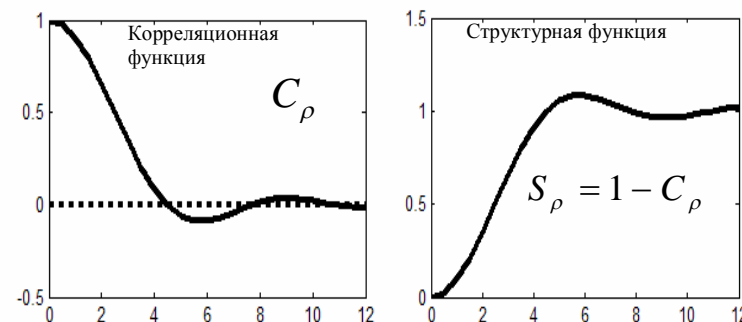 Корреляционная
функция
C_ρ
1
0.5
0
-0.5
0 2 4 6 8 10 12
Структурная функция
S_ρ = 1 − C_ρ
1.5
1
0.5
0
0 2 4 6 8 10 12